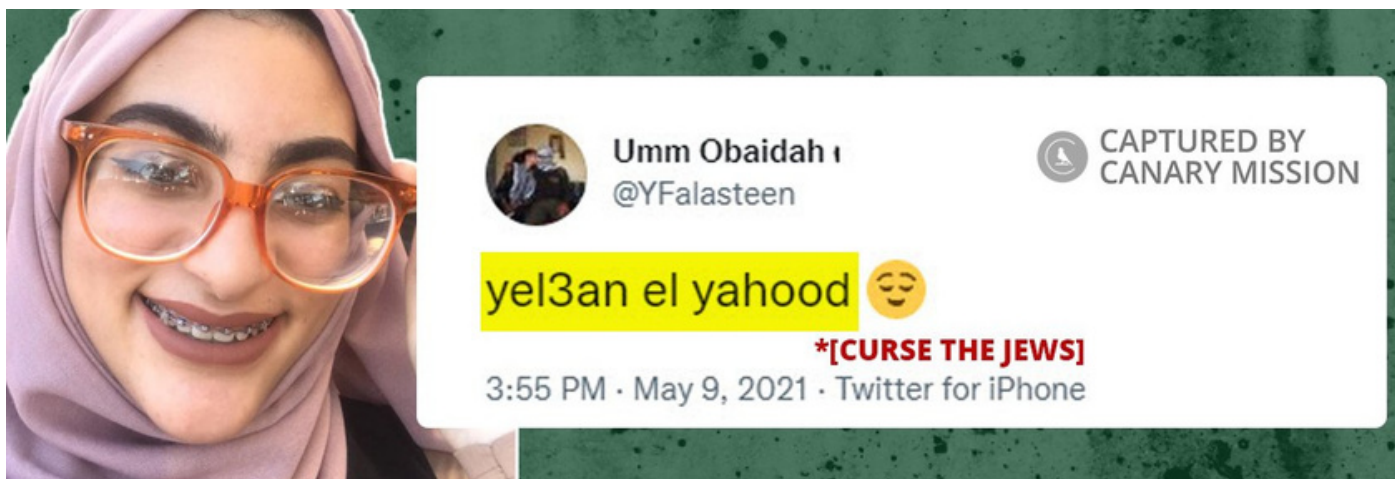 Umm Obaidah
@YFalasteen
CAPTURED BY
CANARY MISSION
yel3an el yahood 😌
*[CURSE THE JEWS]
3:55 PM · May 9, 2021 · Twitter for iPhone